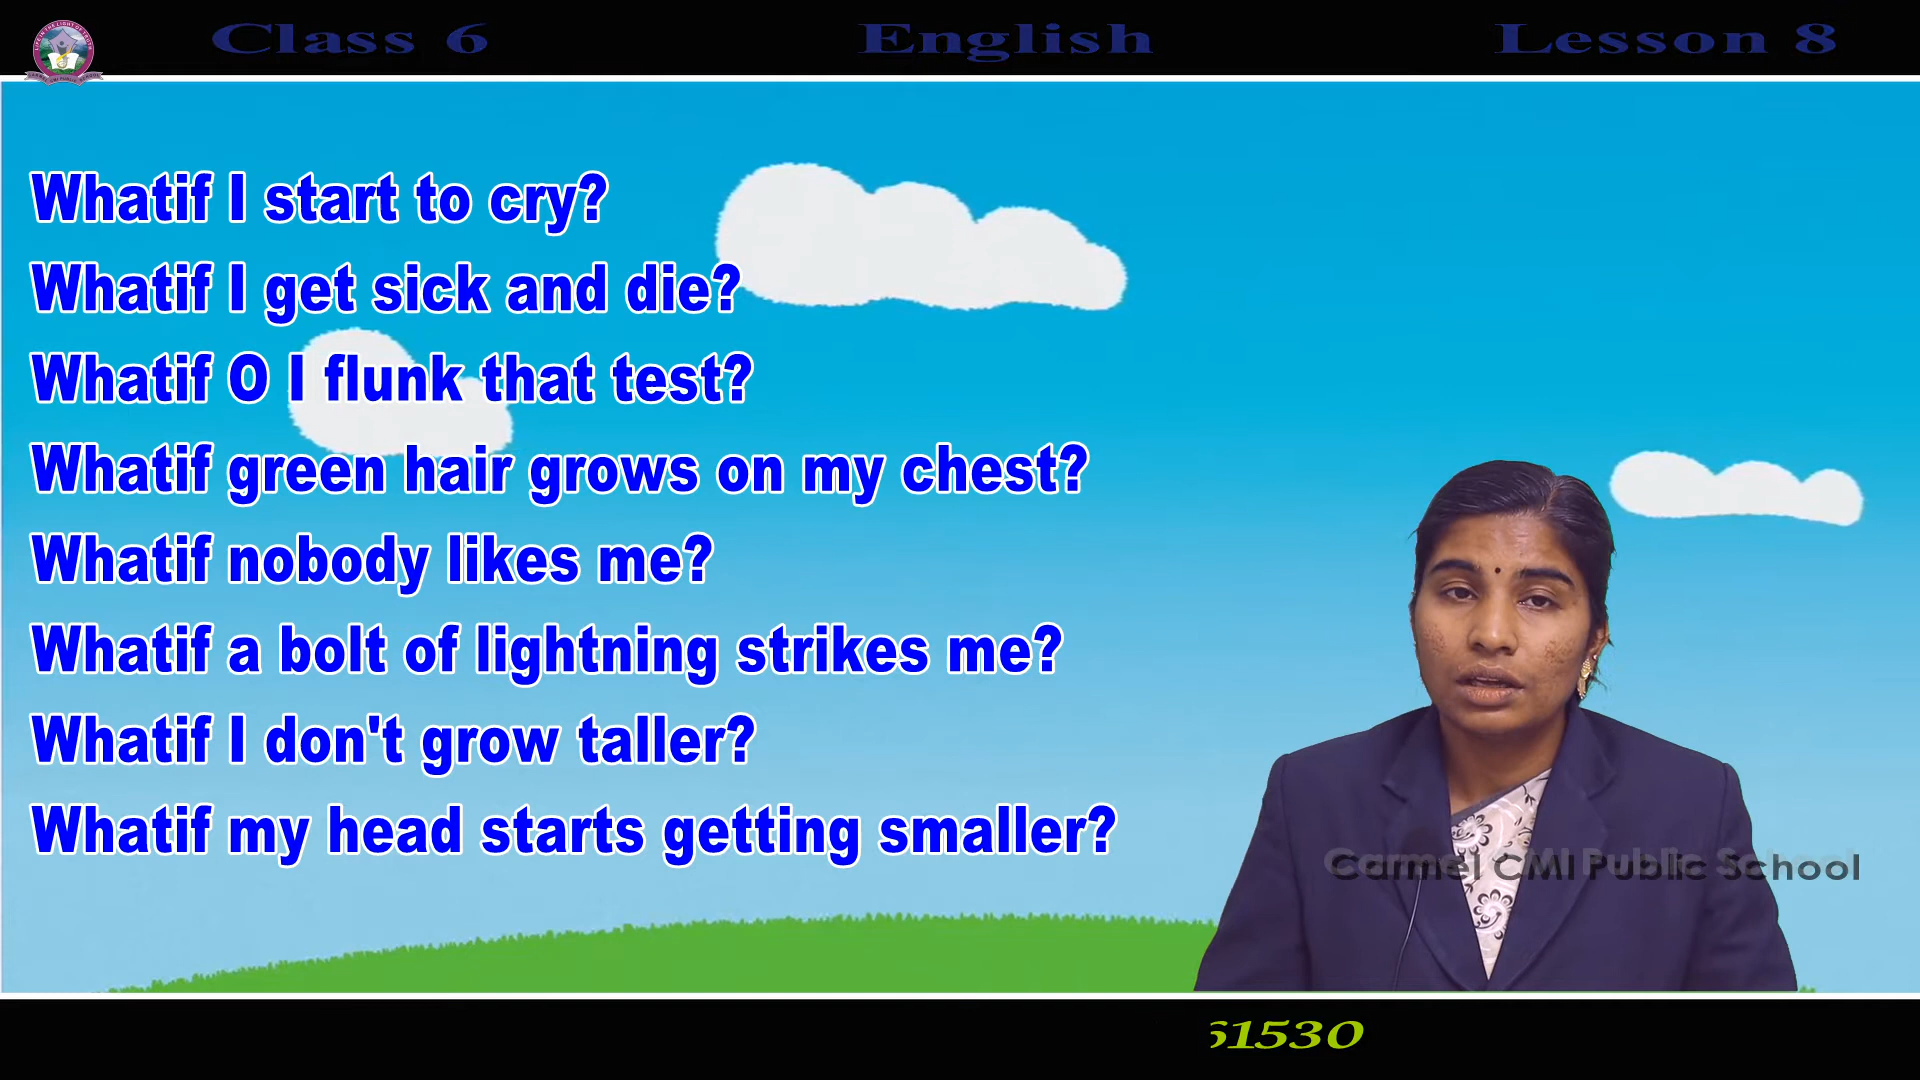 Class 6 English Lesson 8
Whatif I start to cry?
Whatif I get sick and die?
Whatif O I flunk that test?
Whatif green hair grows on my chest?
Whatif nobody likes me?
Whatif a bolt of lightning strikes me?
Whatif I don't grow taller?
Whatif my head starts getting smaller?
Carmel CMI Public School
1530